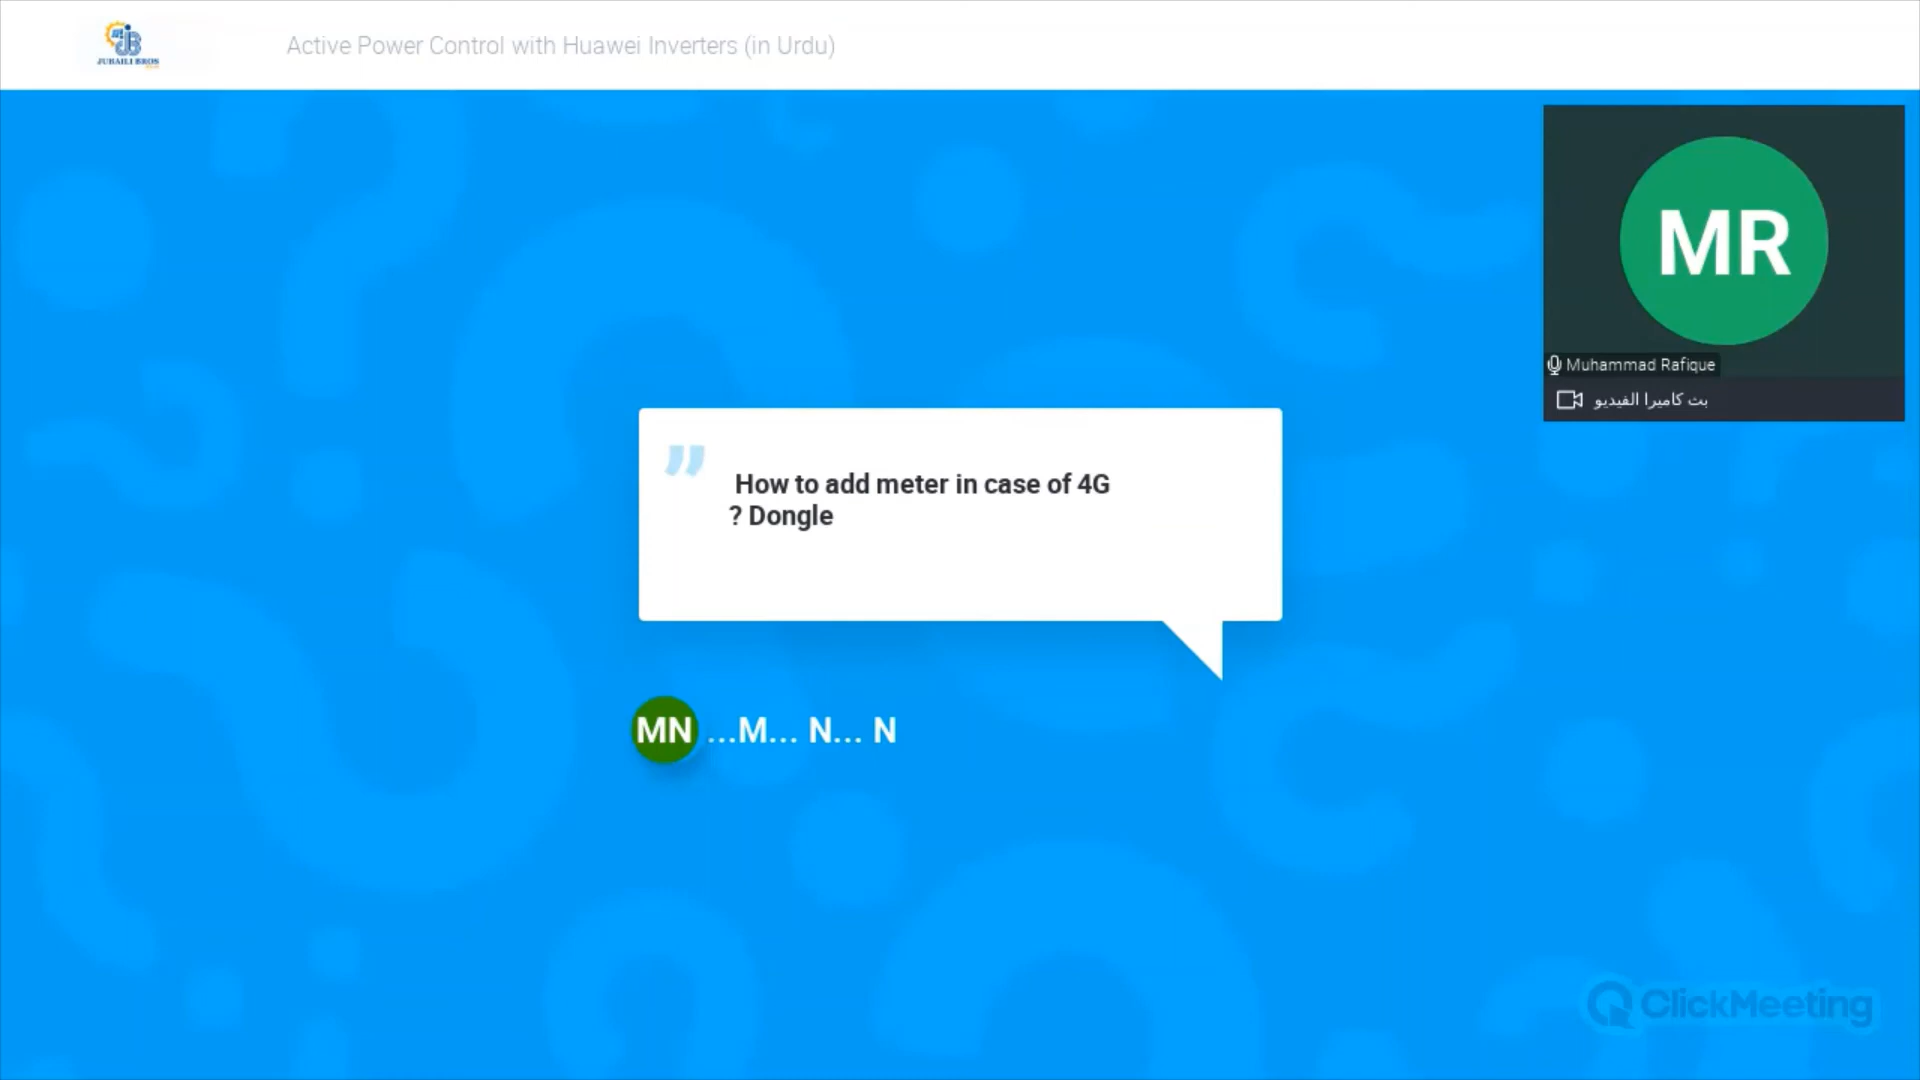 JUBAILI BROS
Active Power Control with Huawei Inverters (in Urdu)
MR
Muhammad Rafique
بث كاميرا الفيديو
" How to add meter in case of 4G
? Dongle
MN ...M... N... N
ClickMeeting